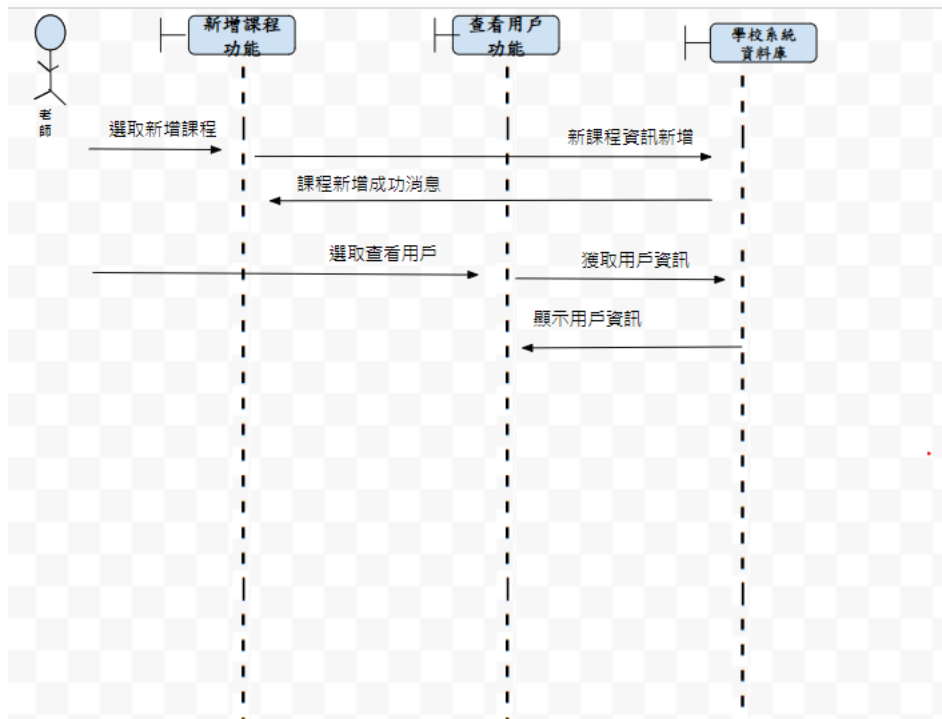 新增課程
功能
查看用戶
功能
學校系統
資料庫
老
師
選取新增課程
新課程資訊新增
課程新增成功消息
選取查看用戶
獲取用戶資訊
顯示用戶資訊